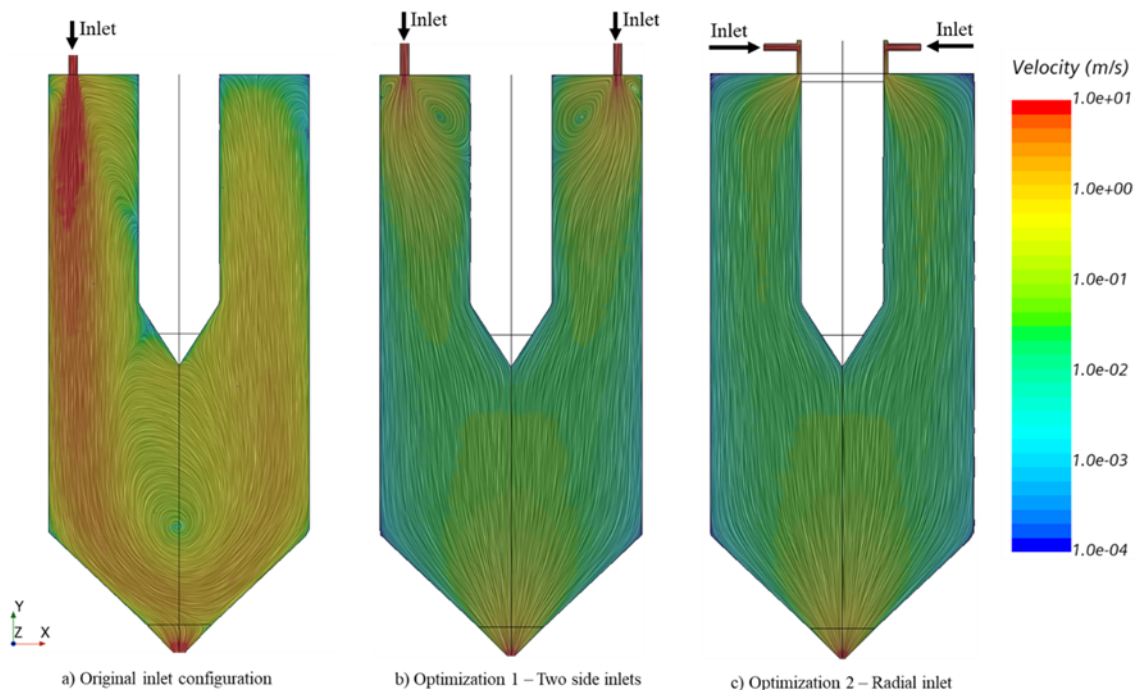 Inlet
Inlet
Inlet
Inlet
Inlet
Velocity (m/s)
1.0e+01
1.0e+00
1.0e-01
1.0e-02
1.0e-03
1.0e-04
Y
Z
X
a) Original inlet configuration
b) Optimization 1 – Two side inlets
c) Optimization 2 – Radial inlet